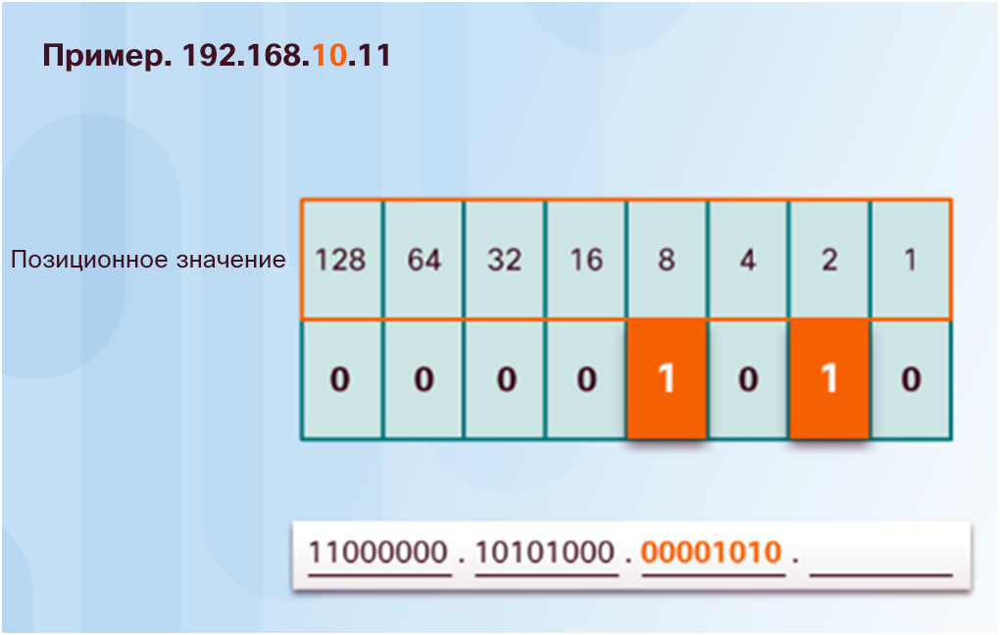 Пример. 192.168.10.11
Позиционное значение 128 64 32 16 8 4 2 1
0 0 0 0 1 0 1 0
11000000 . 10101000 . 00001010 .